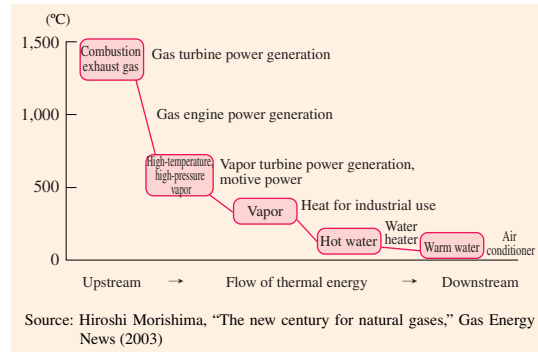 (℃)
1,500
Combustion
exhaust gas
Gas turbine power generation
1,000
Gas engine power generation
High-temperature,
high-pressure
vapor
Vapor turbine power generation,
motive power
500
Vapor
Heat for industrial use
Hot water
Water
heater
Warm water
Air
conditioner
0
Upstream → Flow of thermal energy → Downstream
Source: Hiroshi Morishima, “The new century for natural gases,” Gas Energy
News (2003)